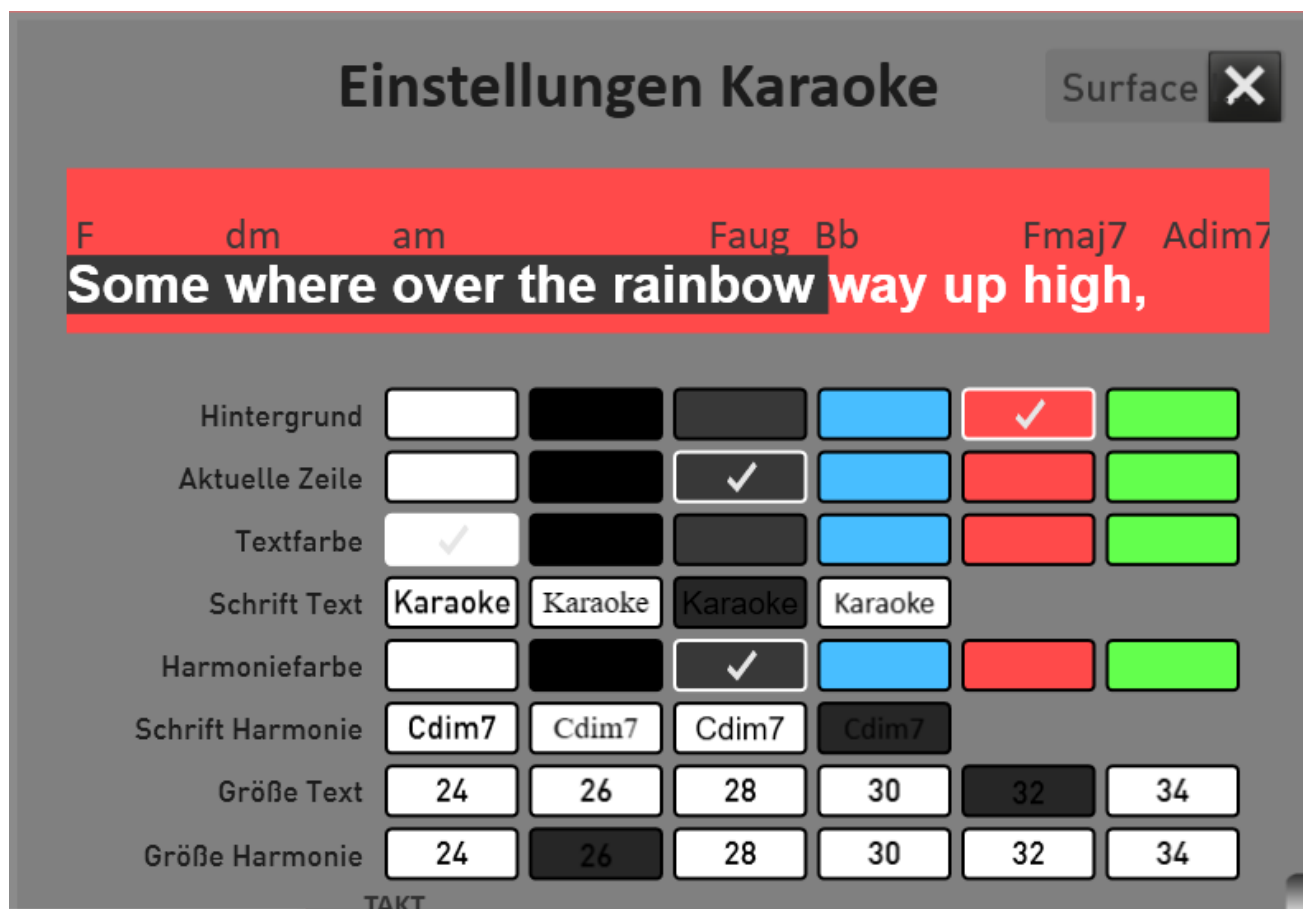 Einstellungen Karaoke Surface
F dm am Faug Bb Fmaj7 Adim7
Some where over the rainbow way up high,
Hintergrund
Aktuelle Zeile
Textfarbe
Schrift Text Karaoke Karaoke Karaoke Karaoke
Harmoniefarbe
Schrift Harmonie Cdim7 Cdim7 Cdim7 Cdim7
Größe Text 24 26 28 30 32 34
Größe Harmonie 24 26 28 30 32 34
TAKT